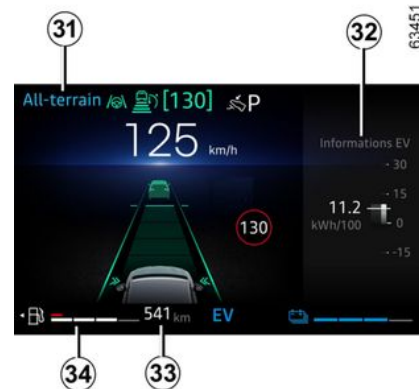 31
32
63451
All-terrain [130] P
125 km/h
Informations EV
30
15
11.2
kWh/100
0
-15
130
541 km
EV
34
33